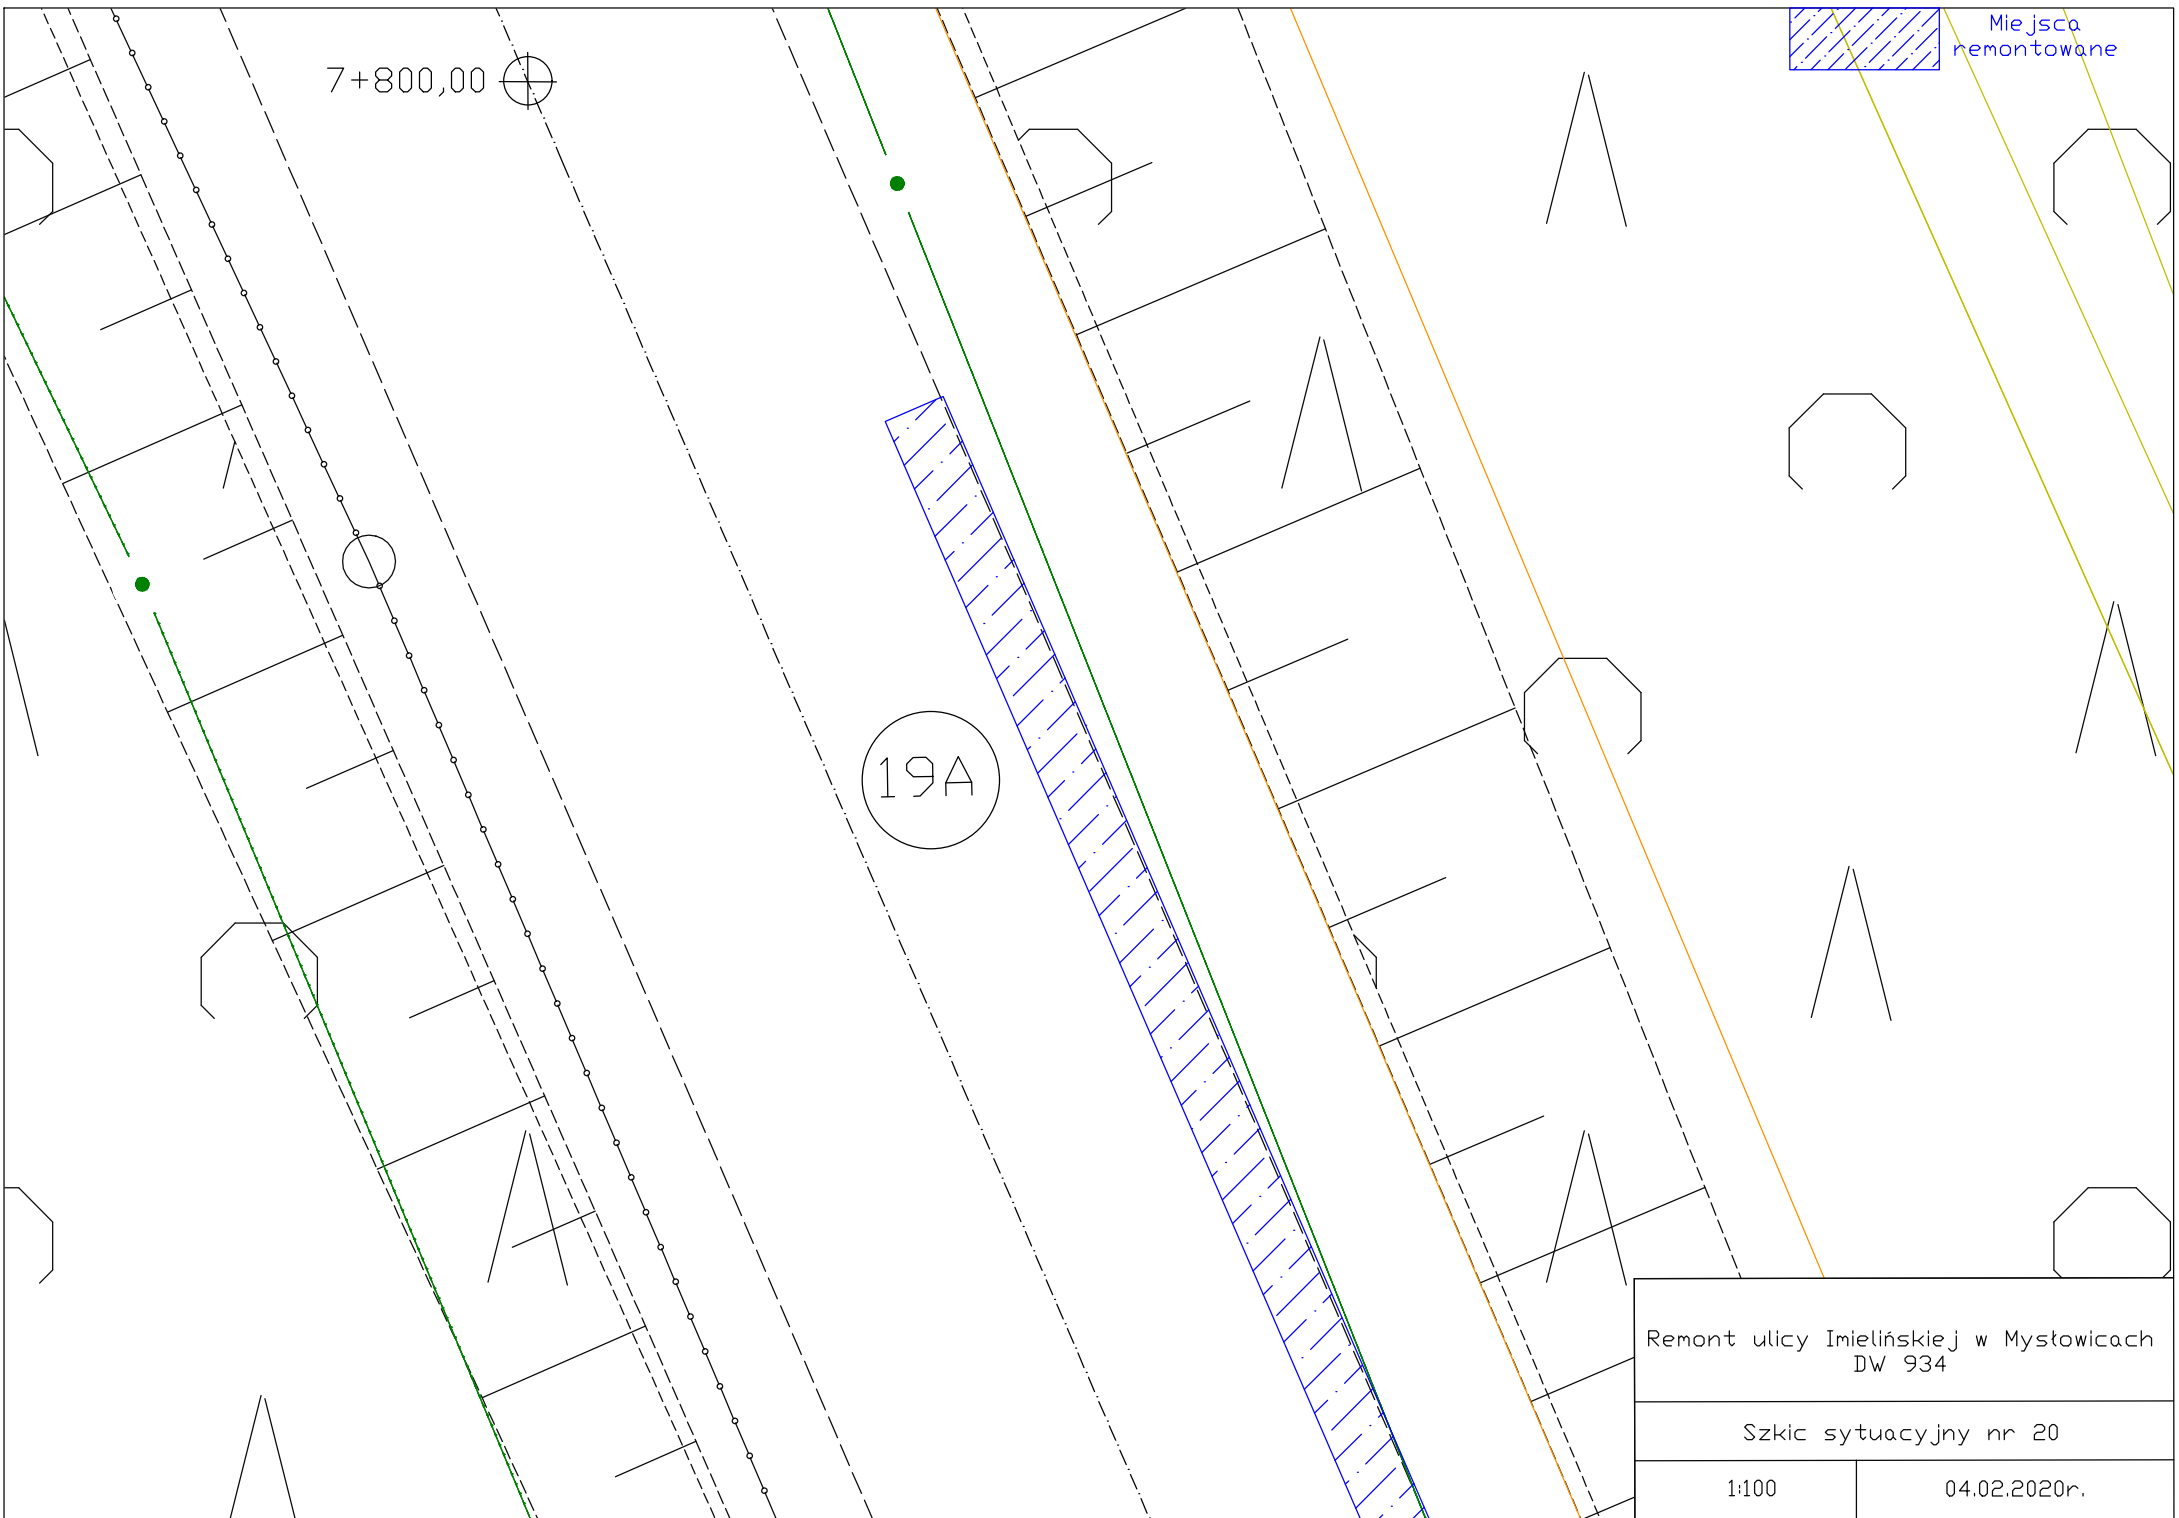 Miejsca
remontowane
7+800,00
19A
Remont ulicy Imielińskiej w Mysłowicach
DW 934
Szkic sytuacyjny nr 20
1:100
04.02.2020r.